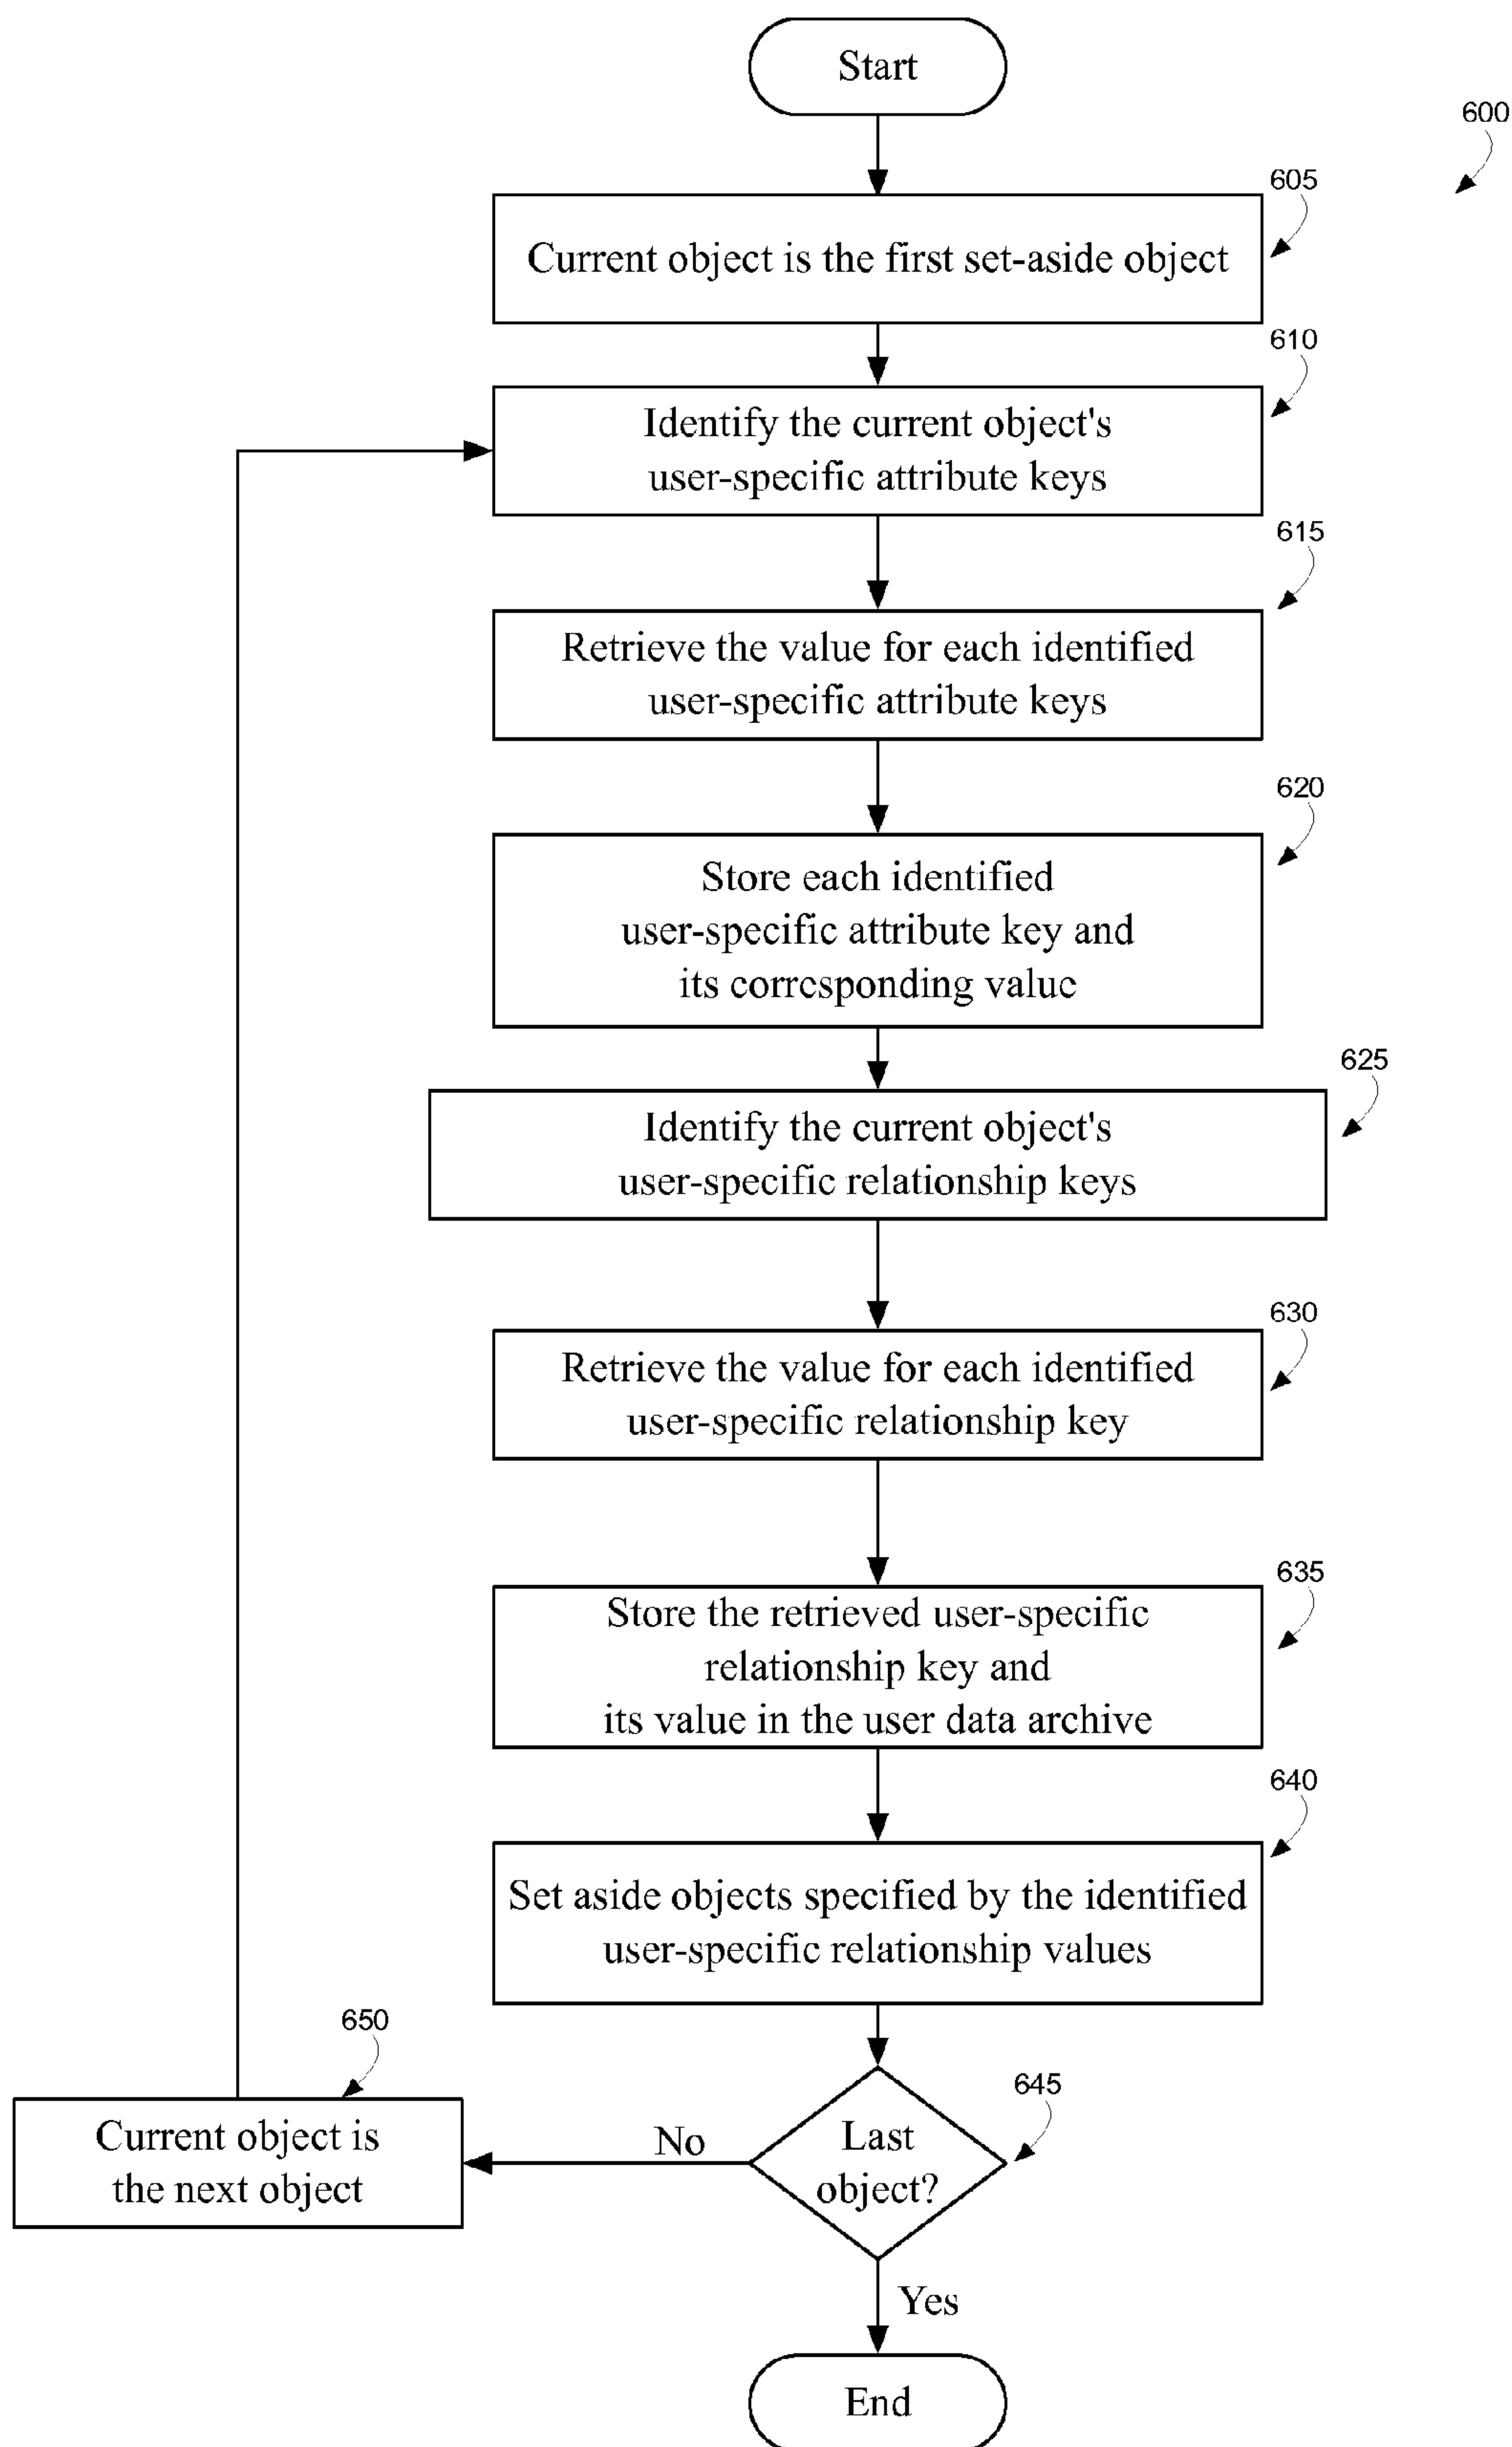 Start
600
605
Current object is the first set-aside object
610
Identify the current object's
user-specific attribute keys
615
Retrieve the value for each identified
user-specific attribute keys
620
Store each identified
user-specific attribute key and
its corresponding value
625
Identify the current object's
user-specific relationship keys
630
Retrieve the value for each identified
user-specific relationship key
635
Store the retrieved user-specific
relationship key and
its value in the user data archive
640
Set aside objects specified by the identified
user-specific relationship values
650
645
Current object is
the next object
No
Last
object?
Yes
End